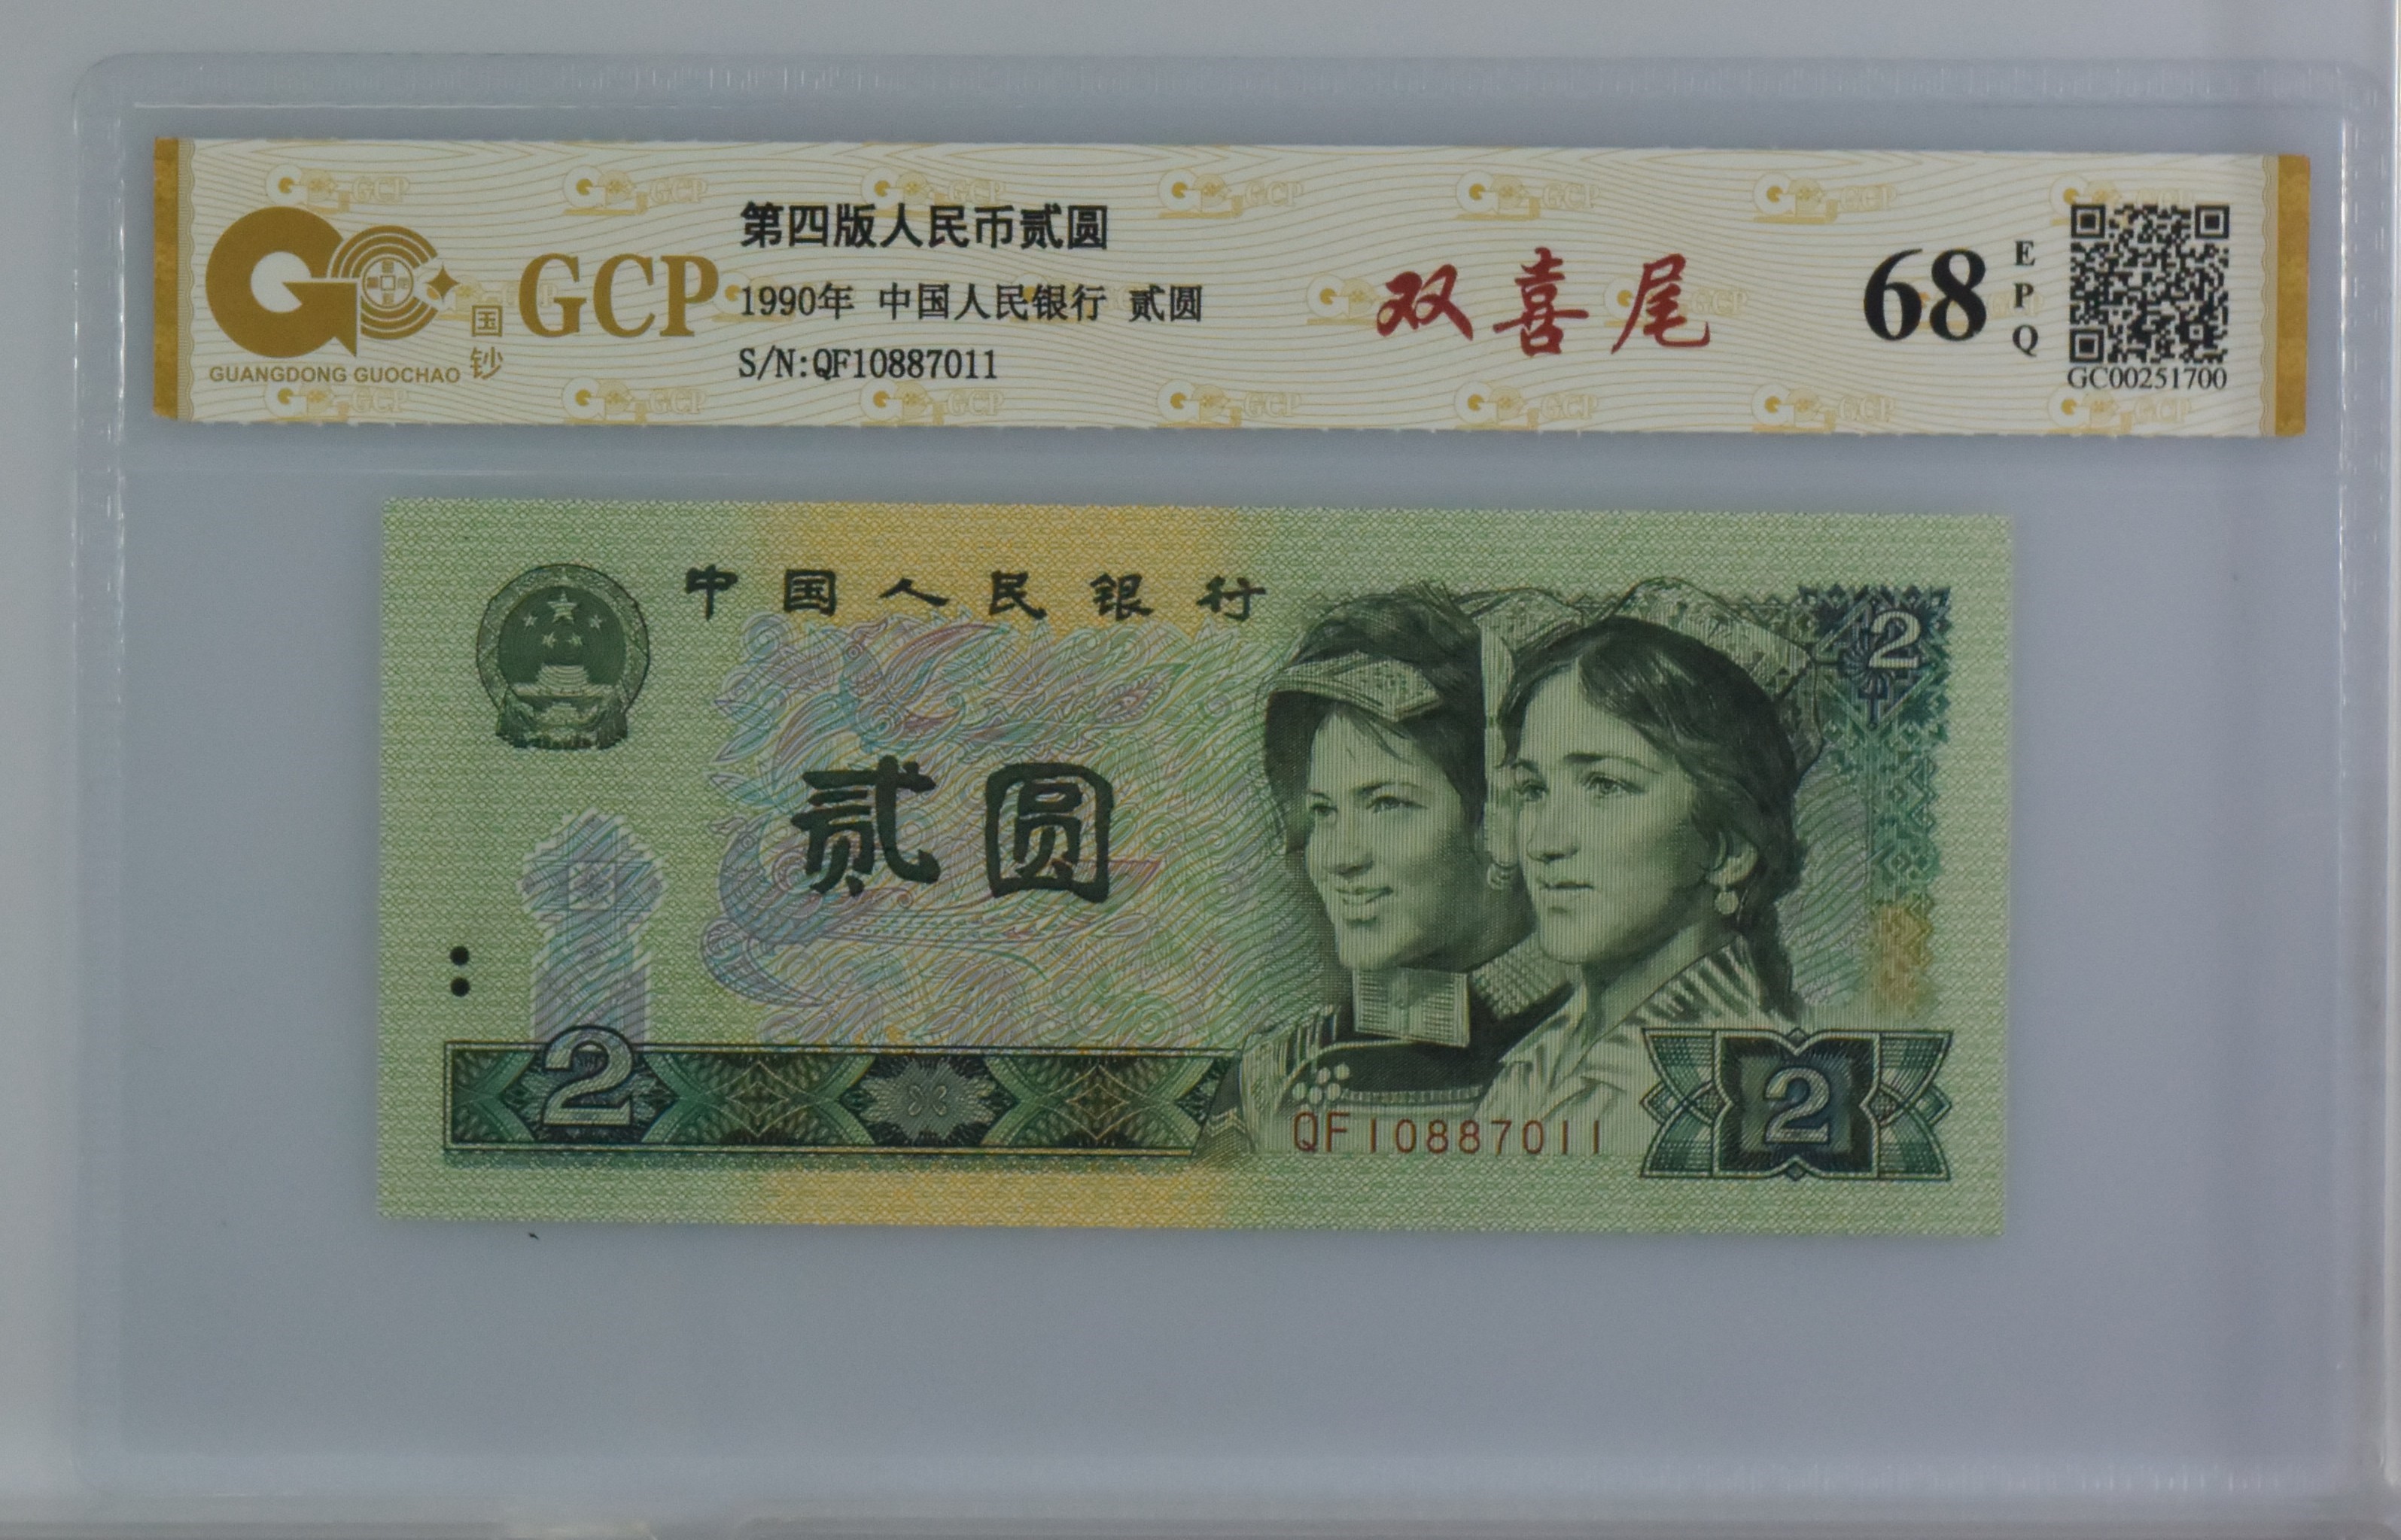 GUANGDONG GUOCHAO
国钞
GCP
第四版人民币贰圆
1990年 中国人民银行 贰圆
S/N:QF10887011
双喜尾
68
EPQ
GC00251700
中国人民银行
贰圆
2
2
QF10887011
2